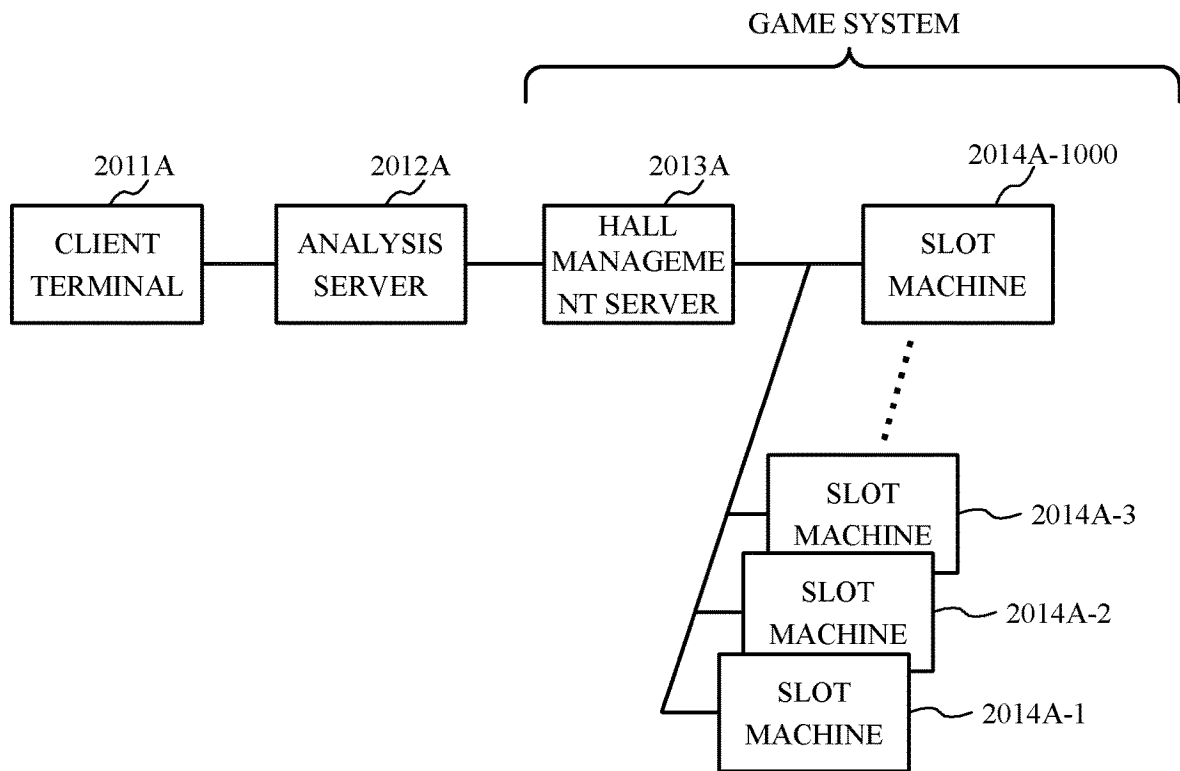 GAME SYSTEM
2011A
2012A
2013A
2014A-1000
CLIENT
TERMINAL
ANALYSIS
SERVER
HALL
MANAGEME
NT SERVER
SLOT
MACHINE
SLOT
MACHINE
2014A-3
SLOT
MACHINE
2014A-2
SLOT
MACHINE
2014A-1